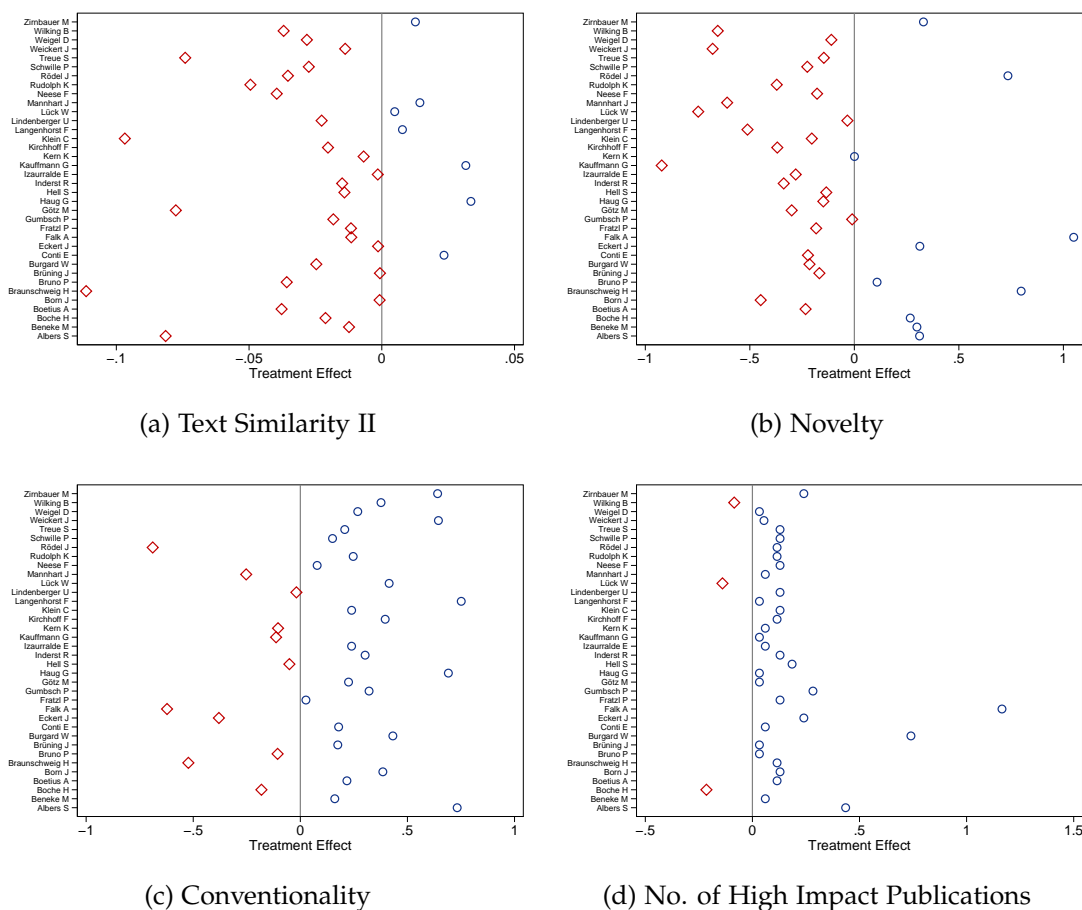 Zirnbauer M
Wilking B
Weigel D
Weickert J
Treue S
Schwille P
Rödel J
Rudolph K
Neese F
Mannhart J
Lück W
Lindenberger U
Langenhorst F
Klein C
Kirchhoff F
Kern K
Kauffmann G
Izaurralde E
Inderst R
Hell S
Haug G
Götz M
Gumbsch P
Fratzl P
Falk A
Eckert J
Conti E
Burgard W
Brüning J
Bruno P
Braunschweig H
Born J
Boetius A
Boche H
Beneke M
Albers S
−.1 −.05 0 .05
Treatment Effect
(a) Text Similarity II
Zirnbauer M
Wilking B
Weigel D
Weickert J
Treue S
Schwille P
Rödel J
Rudolph K
Neese F
Mannhart J
Lück W
Lindenberger U
Langenhorst F
Klein C
Kirchhoff F
Kern K
Kauffmann G
Izaurralde E
Inderst R
Hell S
Haug G
Götz M
Gumbsch P
Fratzl P
Falk A
Eckert J
Conti E
Burgard W
Brüning J
Bruno P
Braunschweig H
Born J
Boetius A
Boche H
Beneke M
Albers S
−1 −.5 0 .5 1
Treatment Effect
(b) Novelty
Zirnbauer M
Wilking B
Weigel D
Weickert J
Treue S
Schwille P
Rödel J
Rudolph K
Neese F
Mannhart J
Lück W
Lindenberger U
Langenhorst F
Klein C
Kirchhoff F
Kern K
Kauffmann G
Izaurralde E
Inderst R
Hell S
Haug G
Götz M
Gumbsch P
Fratzl P
Falk A
Eckert J
Conti E
Burgard W
Brüning J
Bruno P
Braunschweig H
Born J
Boetius A
Boche H
Beneke M
Albers S
−1 −.5 0 .5 1
Treatment Effect
(c) Conventionality
Zirnbauer M
Wilking B
Weigel D
Weickert J
Treue S
Schwille P
Rödel J
Rudolph K
Neese F
Mannhart J
Lück W
Lindenberger U
Langenhorst F
Klein C
Kirchhoff F
Kern K
Kauffmann G
Izaurralde E
Inderst R
Hell S
Haug G
Götz M
Gumbsch P
Fratzl P
Falk A
Eckert J
Conti E
Burgard W
Brüning J
Bruno P
Braunschweig H
Born J
Boetius A
Boche H
Beneke M
Albers S
−.5 0 .5 1 1.5
Treatment Effect
(d) No. of High Impact Publications